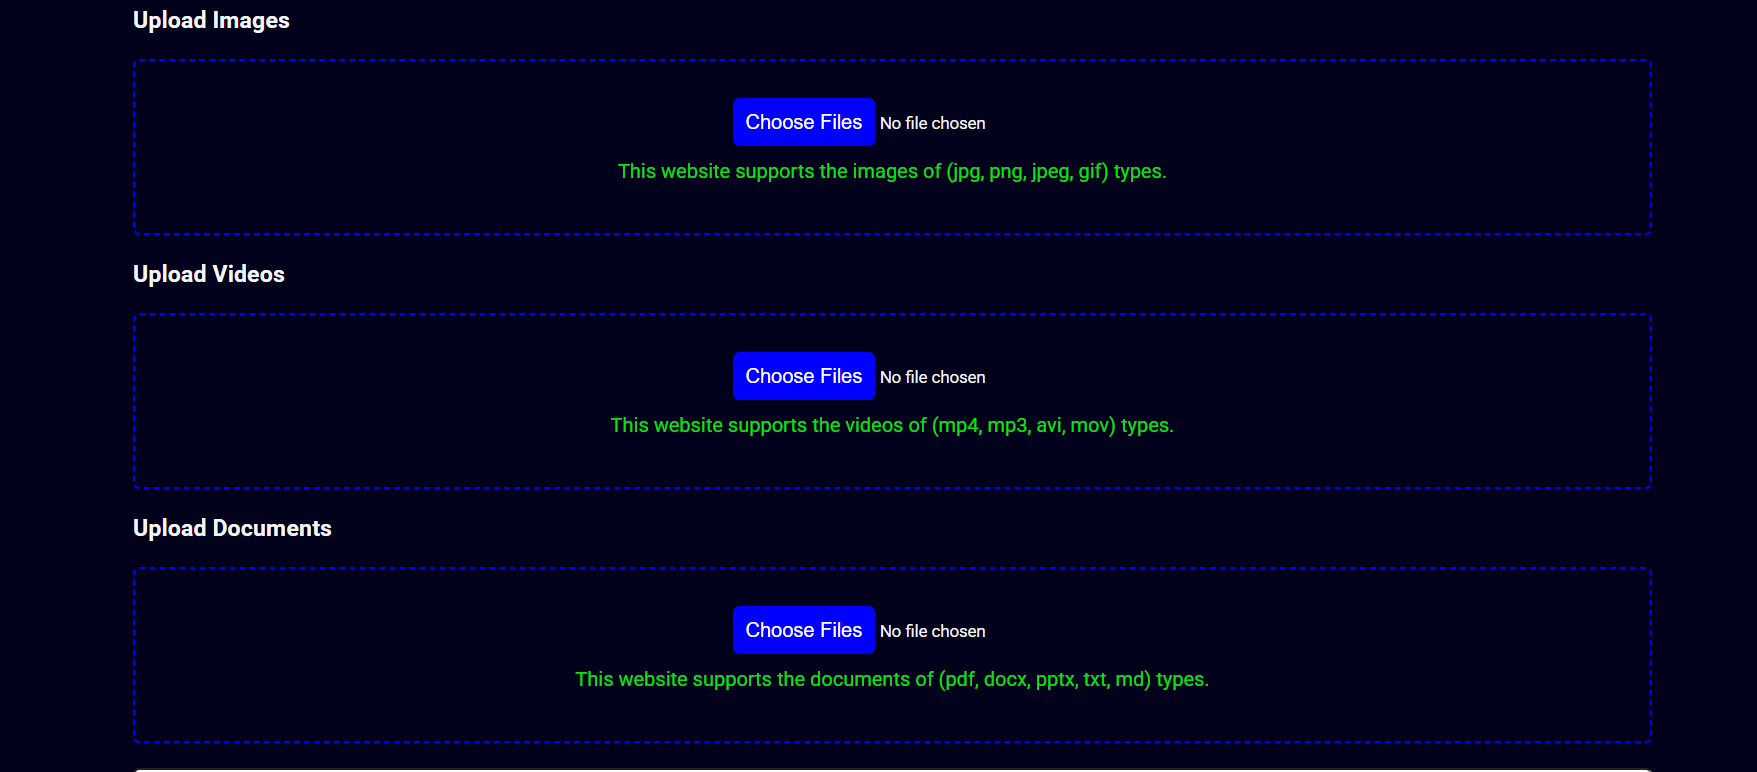 Upload Images
Choose Files No file chosen
This website supports the images of (jpg, png, jpeg, gif) types.
Upload Videos
Choose Files No file chosen
This website supports the videos of (mp4, mp3, avi, mov) types.
Upload Documents
Choose Files No file chosen
This website supports the documents of (pdf, docx, pptx, txt, md) types.